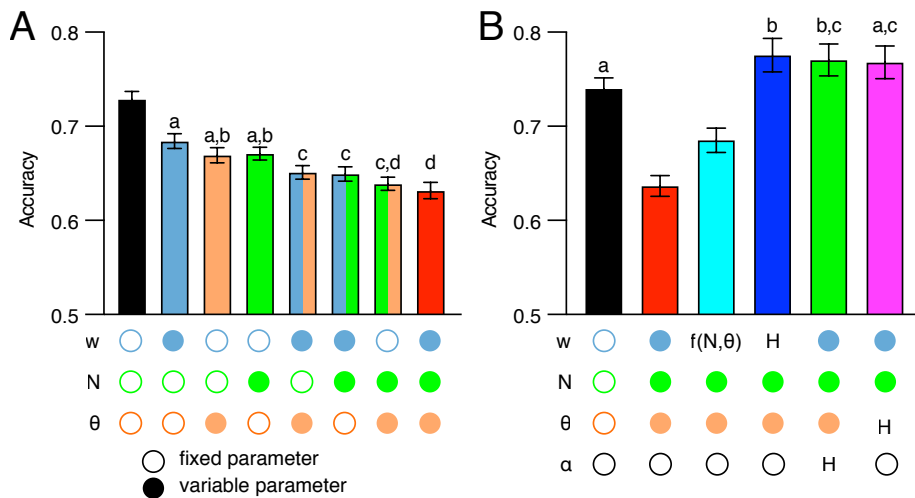 A
B
0.8
0.7
0.6
0.5
Accuracy
a
a,b
a,b
c
c
c,d
d
w
N
θ
fixed parameter
variable parameter
0.8
0.7
0.6
0.5
Accuracy
a
b
b,c
a,c
w f(N,θ) H
N
θ H
α H